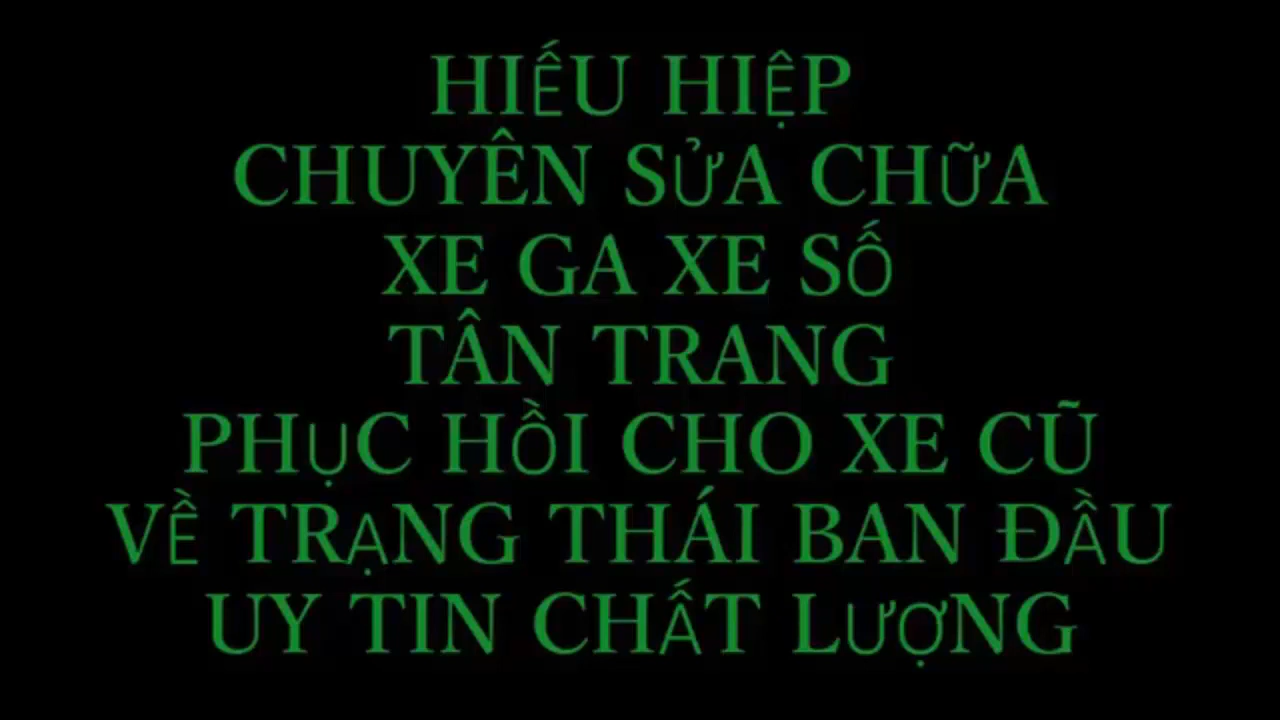 HIẾU HIỆP
CHUYÊN SỬA CHỮA
XE GA XE SỐ
TÂN TRANG
PHỤC HỒI CHO XE CŨ
VỀ TRẠNG THÁI BAN ĐẦU
UY TIN CHẤT LƯỢNG